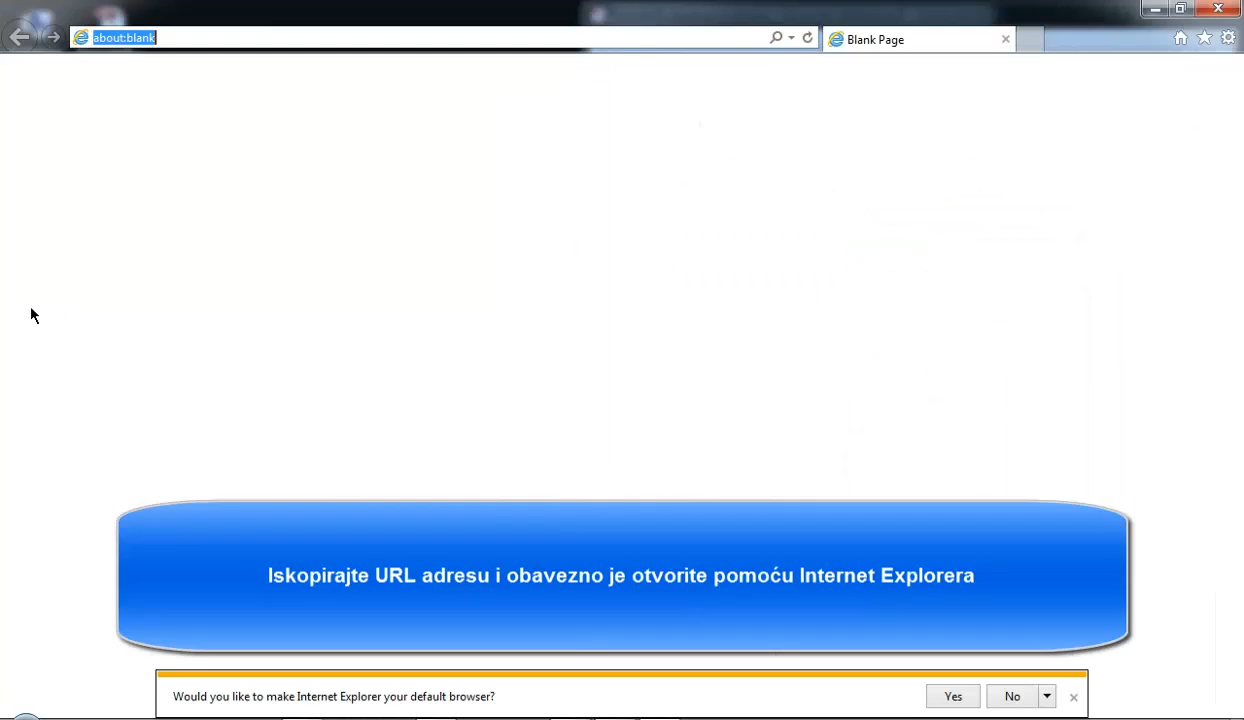 about:blank
Blank Page
Iskopirajte URL adresu i obavezno je otvorite pomoću Internet Explorera
Would you like to make Internet Explorer your default browser?
Yes
No